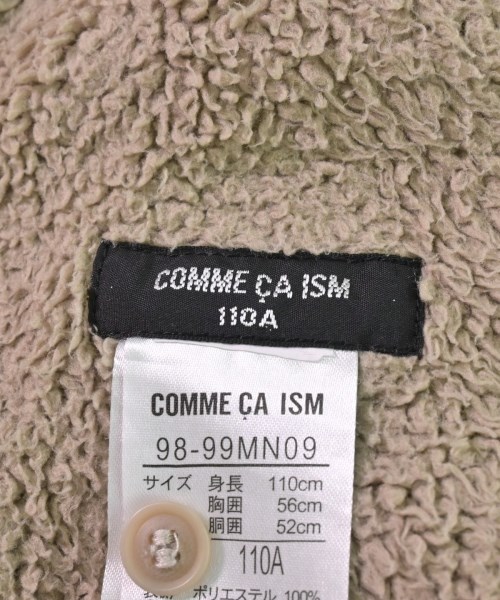 COMME ÇA ISM
110A
COMME ÇA ISM
98-99MN09
サイズ 身長 110cm
胸囲 56cm
胴囲 52cm
110A
ポリエステル 100%